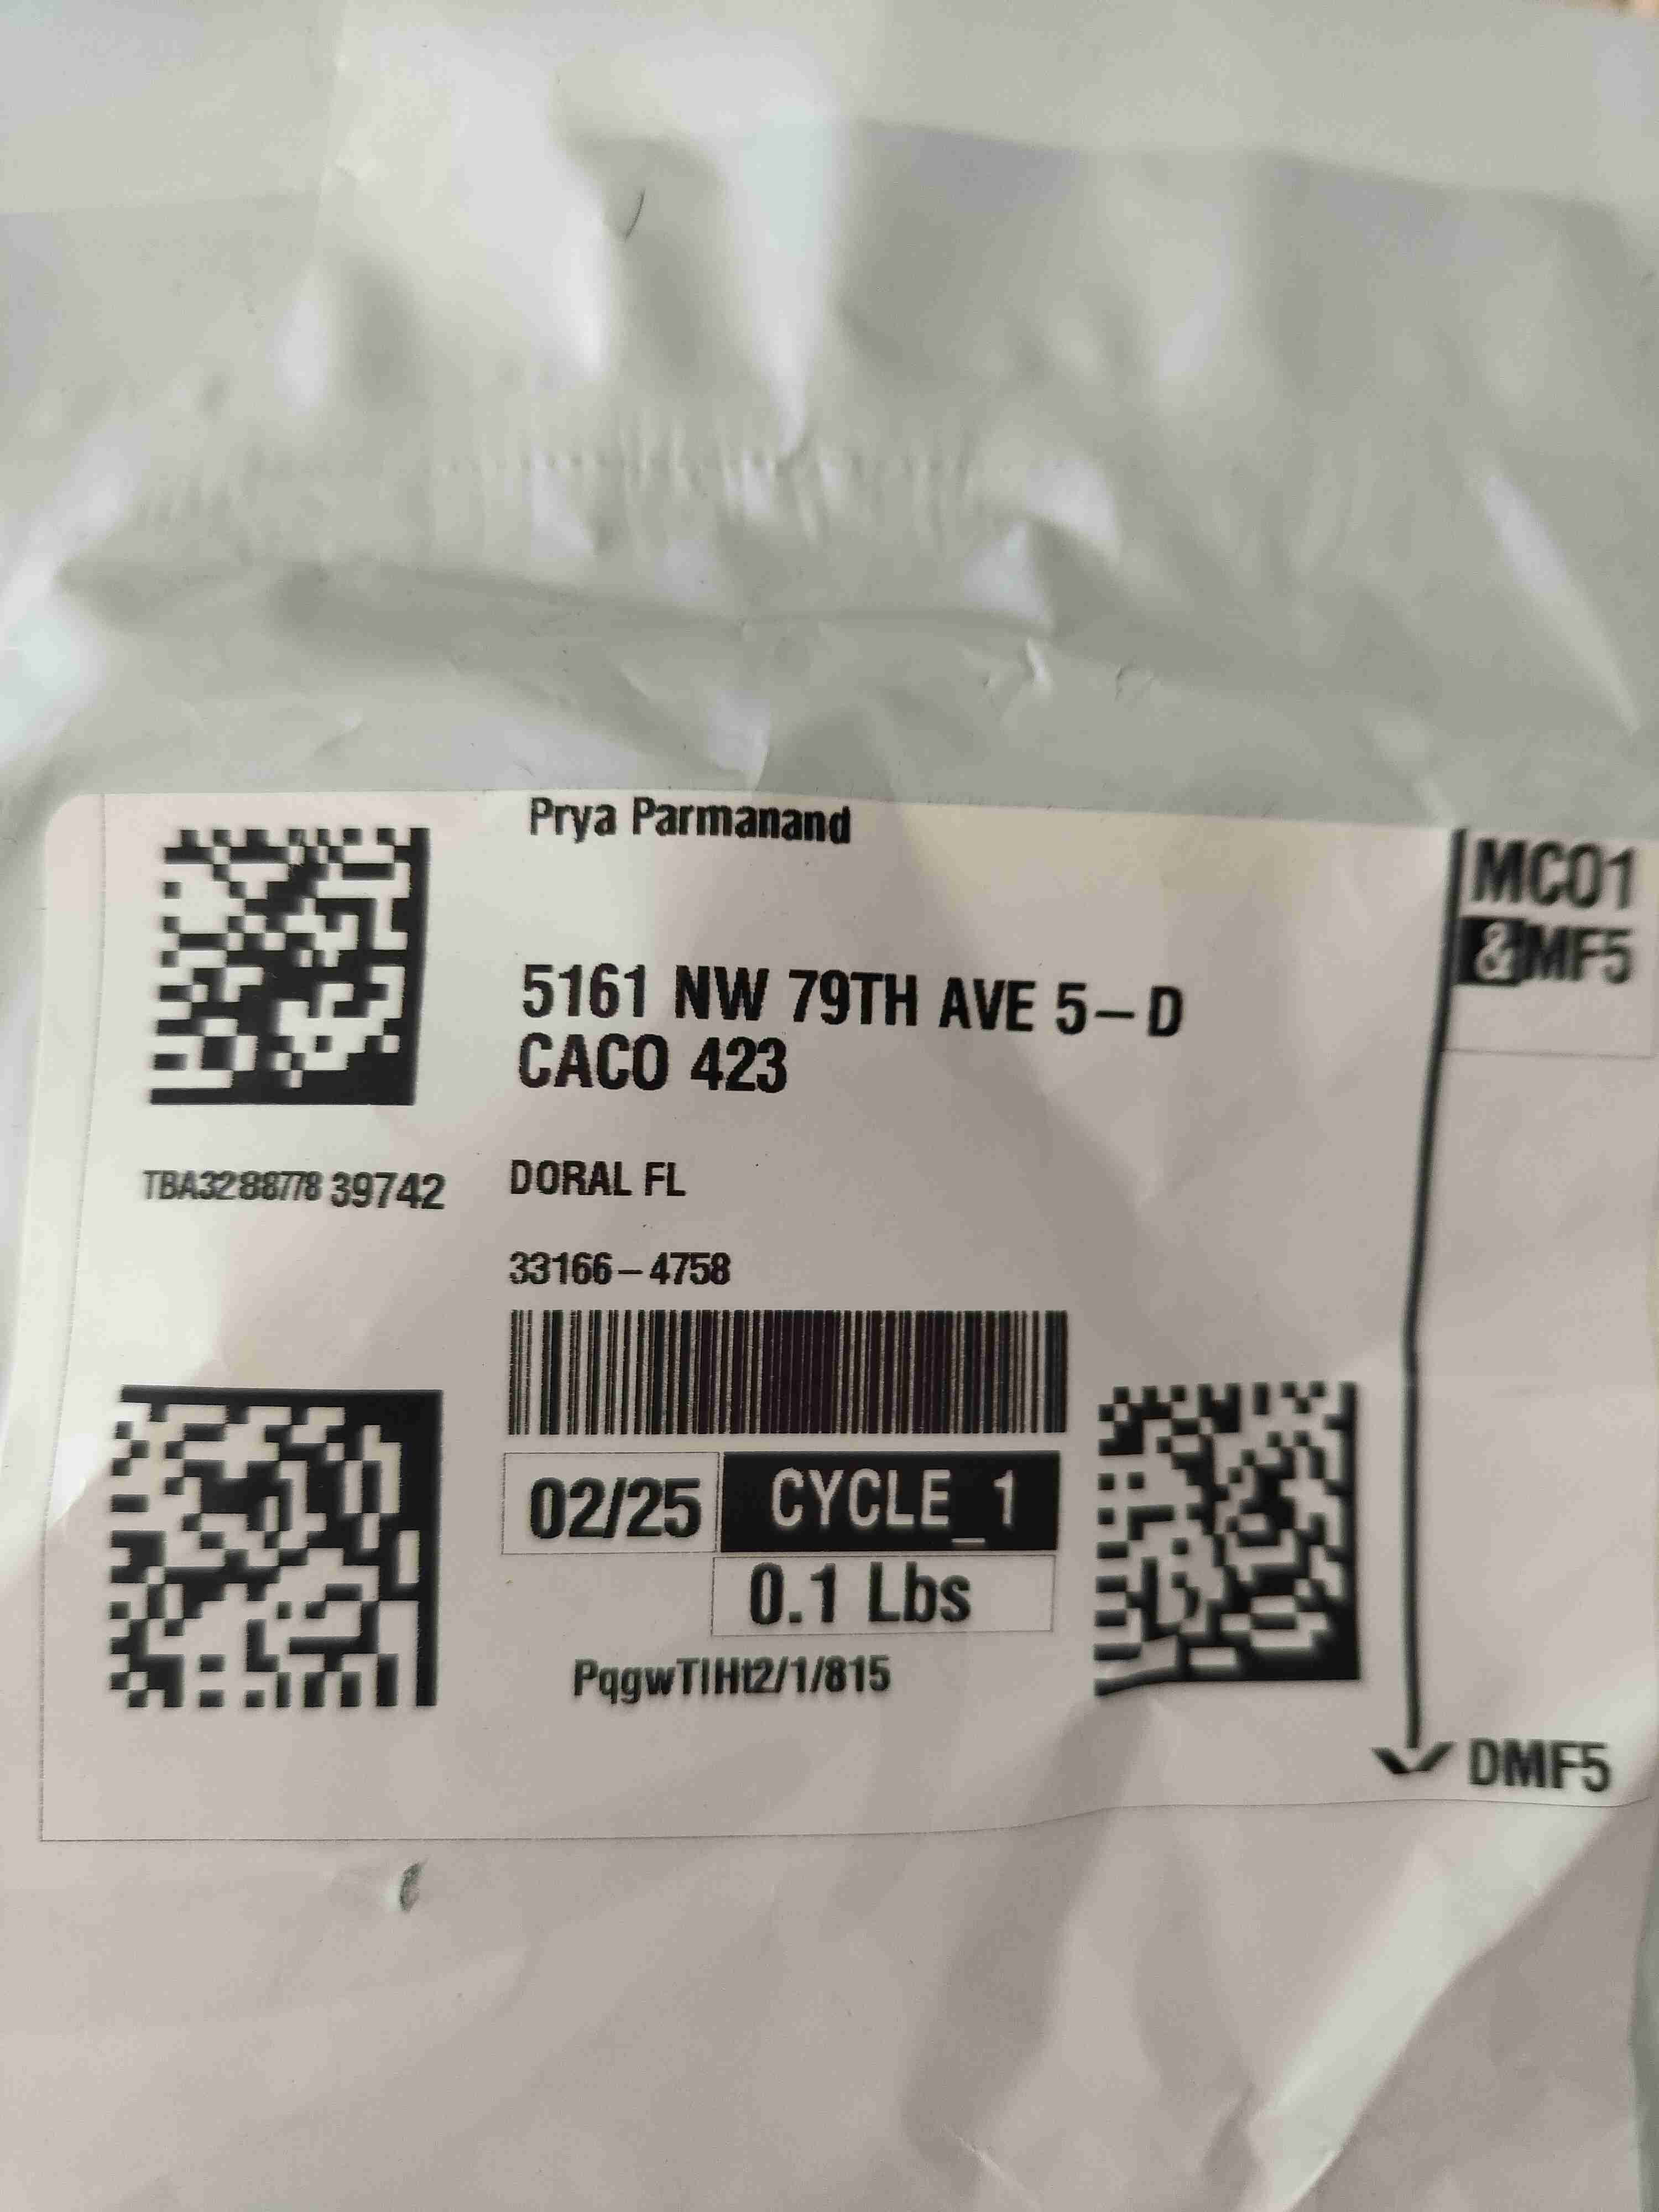 Prya Parmanand
MCO1
&MF5
5161 NW 79TH AVE 5-D
CACO 423
TBA328877839742
DORAL FL
33166-4758
02/25 CYCLE_1
0.1 Lbs
PqgwTlHt2/1/815
DMF5